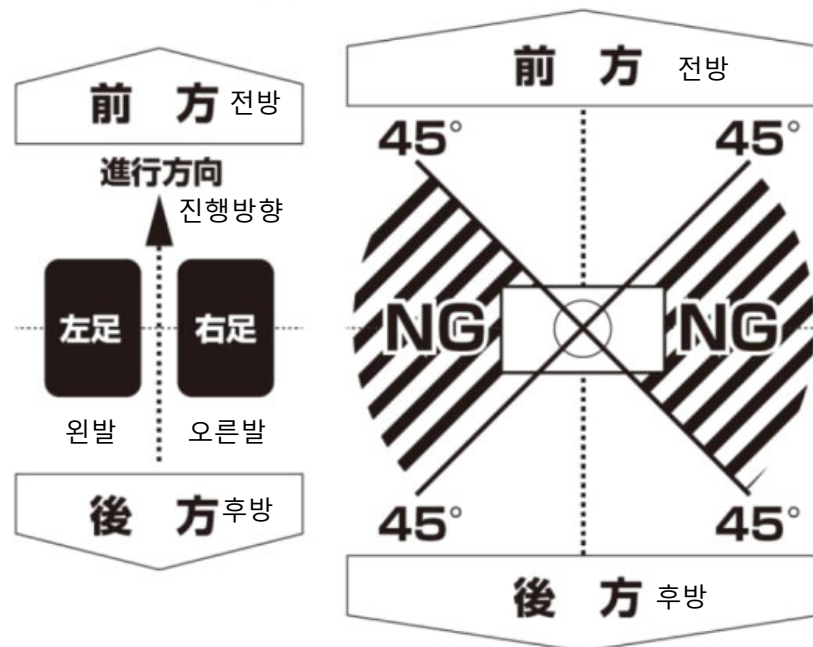 前 方 전방
進行方向
진행방향
左足 右足
왼발 오른발
後 方 후방
前 方 전방
45° 45°
NG NG
45° 45°
後 方 후방